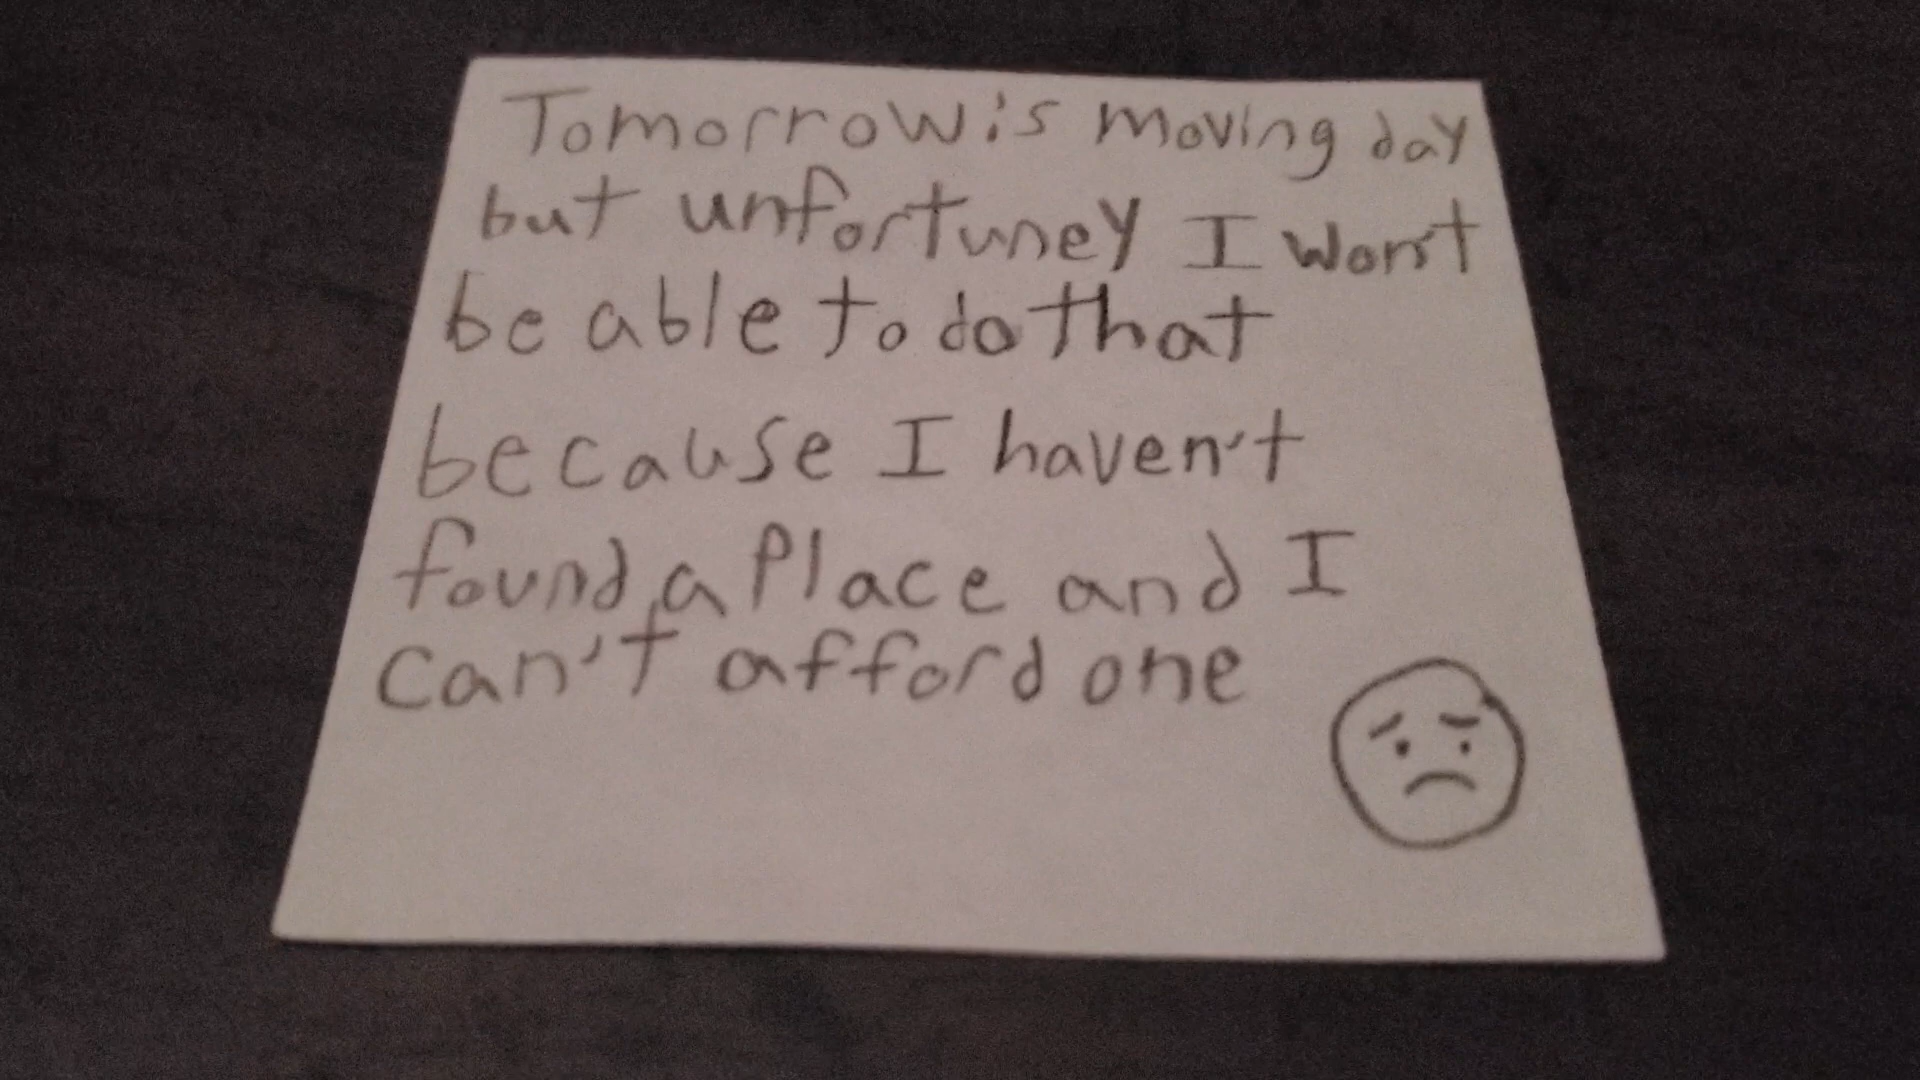 Tomorrow is moving day
but unfortuney I won't
be able to do that
because I haven't
found a Place and I
can't afford one